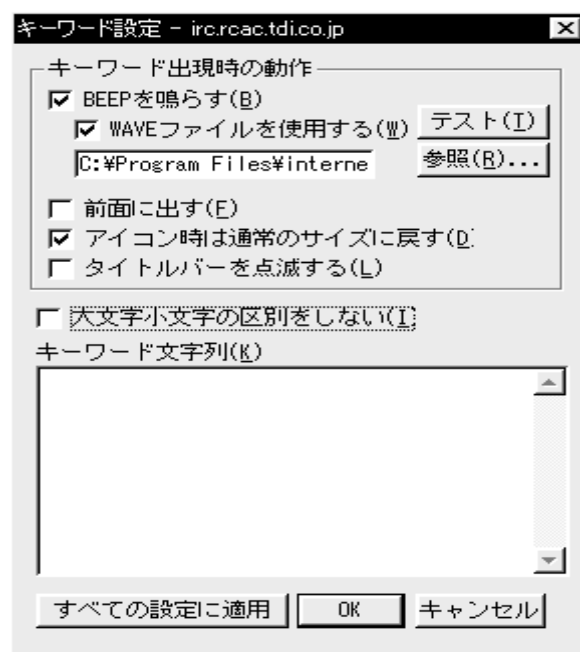 キーワード設定 - irc.rcac.tdi.co.jp
キーワード出現時の動作
BEEPを鳴らす(B)
WAVEファイルを使用する(W)
テスト(T)
C:¥Program Files¥interne
参照(R)...
前面に出す(F)
アイコン時は通常のサイズに戻す(D
タイトルバーを点滅する(L)
大文字小文字の区別をしない(I)
キーワード文字列(K)
すべての設定に適用
OK
キャンセル